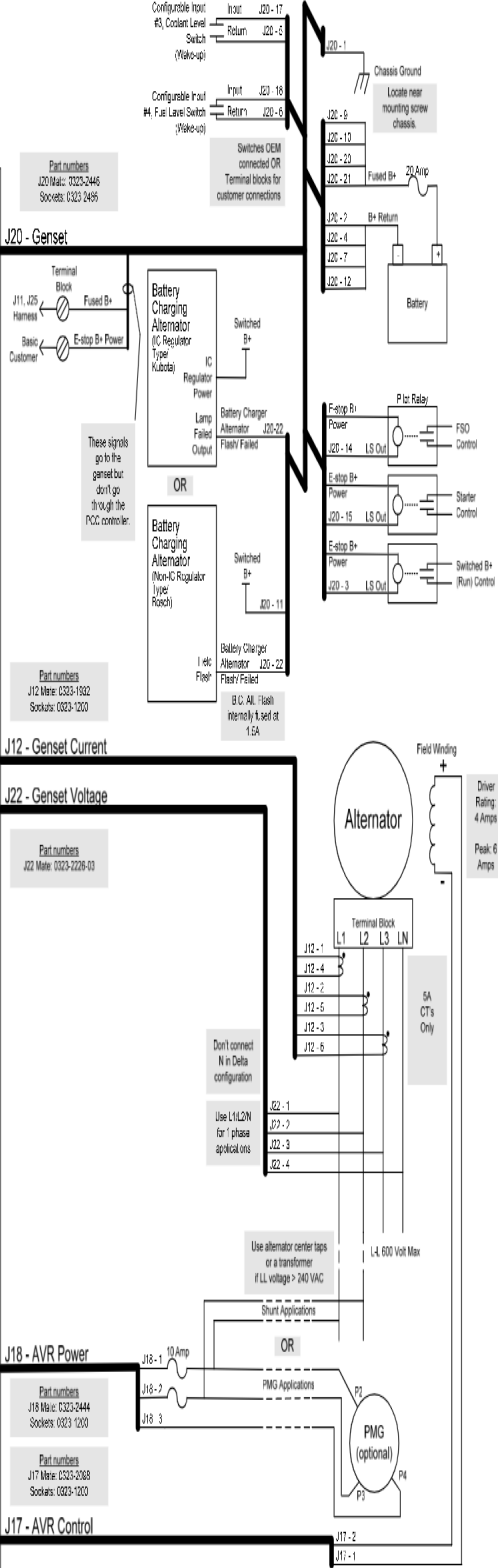 Configurable Input
#3, Coolant Level
Switch
(Wake-up)
Input J20 - 17
Return J20 - 5
Configurable Input
#4, Fuel Level Switch
(Wake-up)
Input J20 - 18
Return J20 - 6
Switches OEM
connected OR
Terminal blocks for
customer connections
J20 - 1
Chassis Ground
Locate near
mounting screw
chassis.
J20 - 9
J20 - 10
J20 - 20
J20 - 21 Fused B+ 20 Amp
J20 - 2 B+ Return
J20 - 4
J20 - 7
J20 - 12
- +
Battery
Part numbers
J20 Mate: 0323-2446
Sockets: 0323 2466
J20 - Genset
Terminal
Block
J11, J25
Harness
Fused B+
Basic
Customer
E-stop B+ Power
These signals
go to the
genset but
don't go
through the
PCC controller.
Battery
Charging
Alternator
(IC Regulator
Type/
Kubota)
IC
Regulator
Power
Switched
B+
Lamp
Failed
Output
Battery Charger
Alternator J20-22
Flash/ Failed
OR
Battery
Charging
Alternator
(Non-IC Regulator
Type/
Bosch)
Switched
B+
J20 - 11
Field
Flash
Battery Charger
Alternator J20 - 22
Flash/ Failed
B.C. Alt. Flash
internally fused at
1.5A
Pilot Relay
E-stop B+
Power
J20 - 14 LS Out
FSO
Control
E-stop B+
Power
J20 - 15 LS Out
Starter
Control
E-stop B+
Power
J20 - 3 LS Out
Switched B+
(Run) Control
Part numbers
J12 Mate: 0323-1932
Sockets: 0323-1200
J12 - Genset Current
J22 - Genset Voltage
Part numbers
J22 Mate: 0323-2226-03
Alternator
Field Winding
+
-
Driver
Rating:
4 Amps
Peak: 6
Amps
Terminal Block
L1 L2 L3 LN
J12 - 1
J12 - 4
J12 - 2
J12 - 5
J12 - 3
J12 - 6
5A
CT's
Only
Don't connect
N in Delta
configuration
Use L1/L2/N
for 1 phase
applications
J22 - 1
J22 - 2
J22 - 3
J22 - 4
Use alternator center taps
or a transformer
if LL voltage > 240 VAC
L-L 600 Volt Max
Shunt Applications
OR
PMG Applications
J18 - AVR Power
J18 - 1 10 Amp
J18 - 2
J18 3
Part numbers
J18 Mate: 0323-2444
Sockets: 0323 1200
Part numbers
J17 Mate: 0323-2098
Sockets: 0323-1200
P2
PMG
(optional)
P3
P4
J17 - AVR Control
J17 - 2
J17 - 1